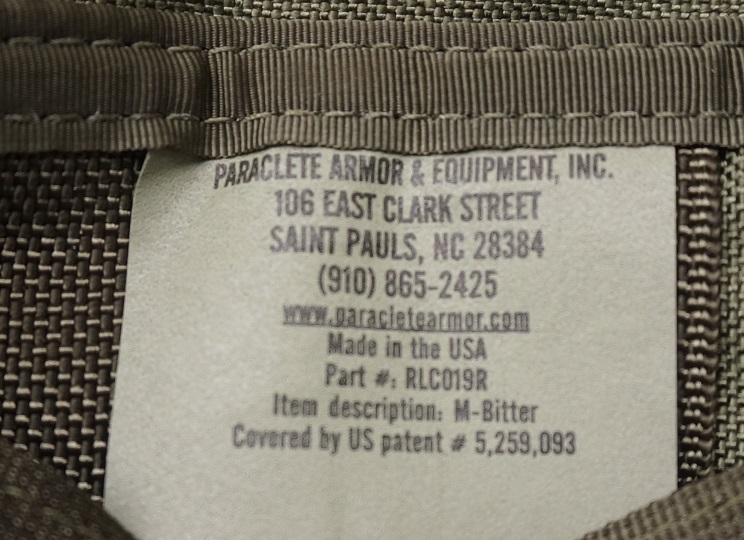 PARACLETE ARMOR & EQUIPMENT, INC.
106 EAST CLARK STREET
SAINT PAULS, NC 28384
(910) 865-2425
www.paracletearmor.com
Made in the USA
Part #: RLC019R
Item description: M-Bitter
Covered by US patent # 5,259,093